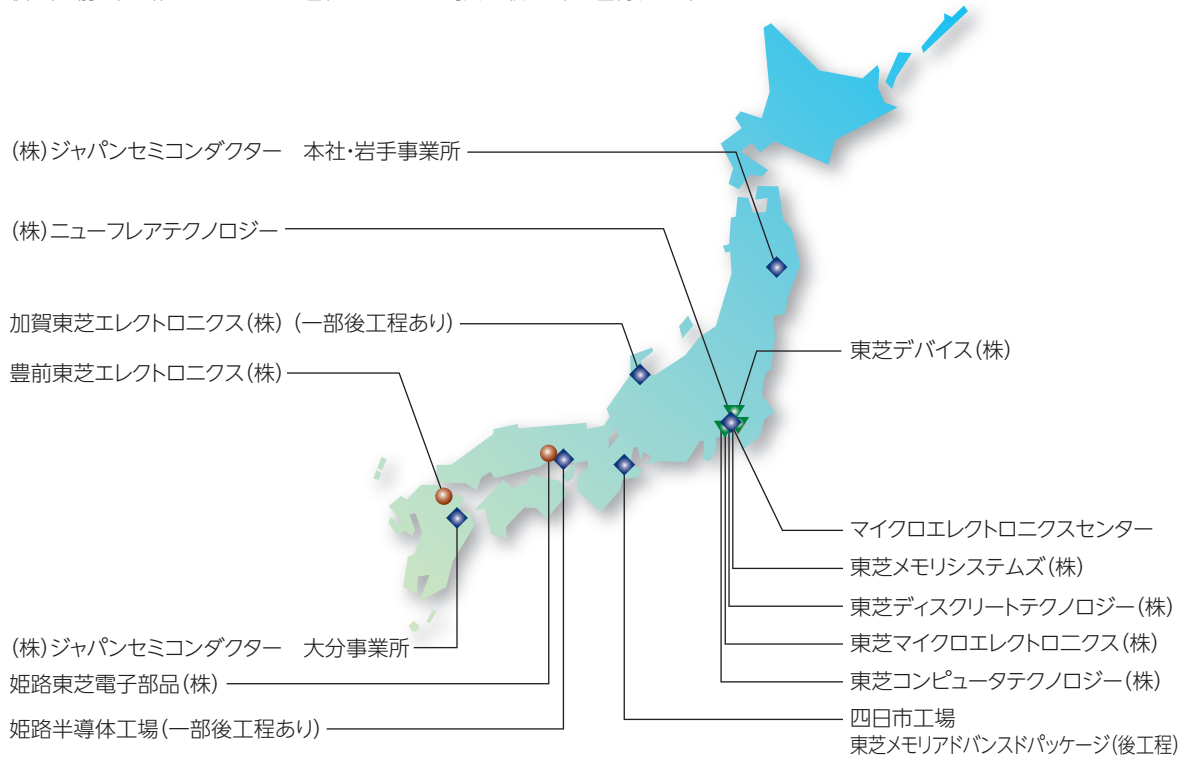 (株)ジャパンセミコンダクター　本社・岩手事業所
(株)ニューフレアテクノロジー
加賀東芝エレクトロニクス(株) (一部後工程あり)
豊前東芝エレクトロニクス(株)
(株)ジャパンセミコンダクター　大分事業所
姫路東芝電子部品(株)
姫路半導体工場(一部後工程あり)
東芝デバイス(株)
マイクロエレクトロニクスセンター
東芝メモリシステムズ(株)
東芝ディスクリートテクノロジー(株)
東芝マイクロエレクトロニクス(株)
東芝コンピュータテクノロジー(株)
四日市工場
東芝メモリアドバンスドパッケージ(後工程)